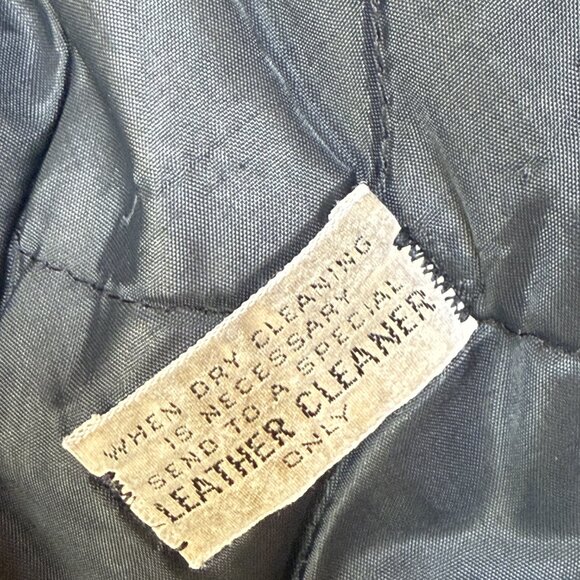 WHEN DRY CLEANING
IS NECESSARY
SEND TO A SPECIAL
LEATHER CLEANER
ONLY